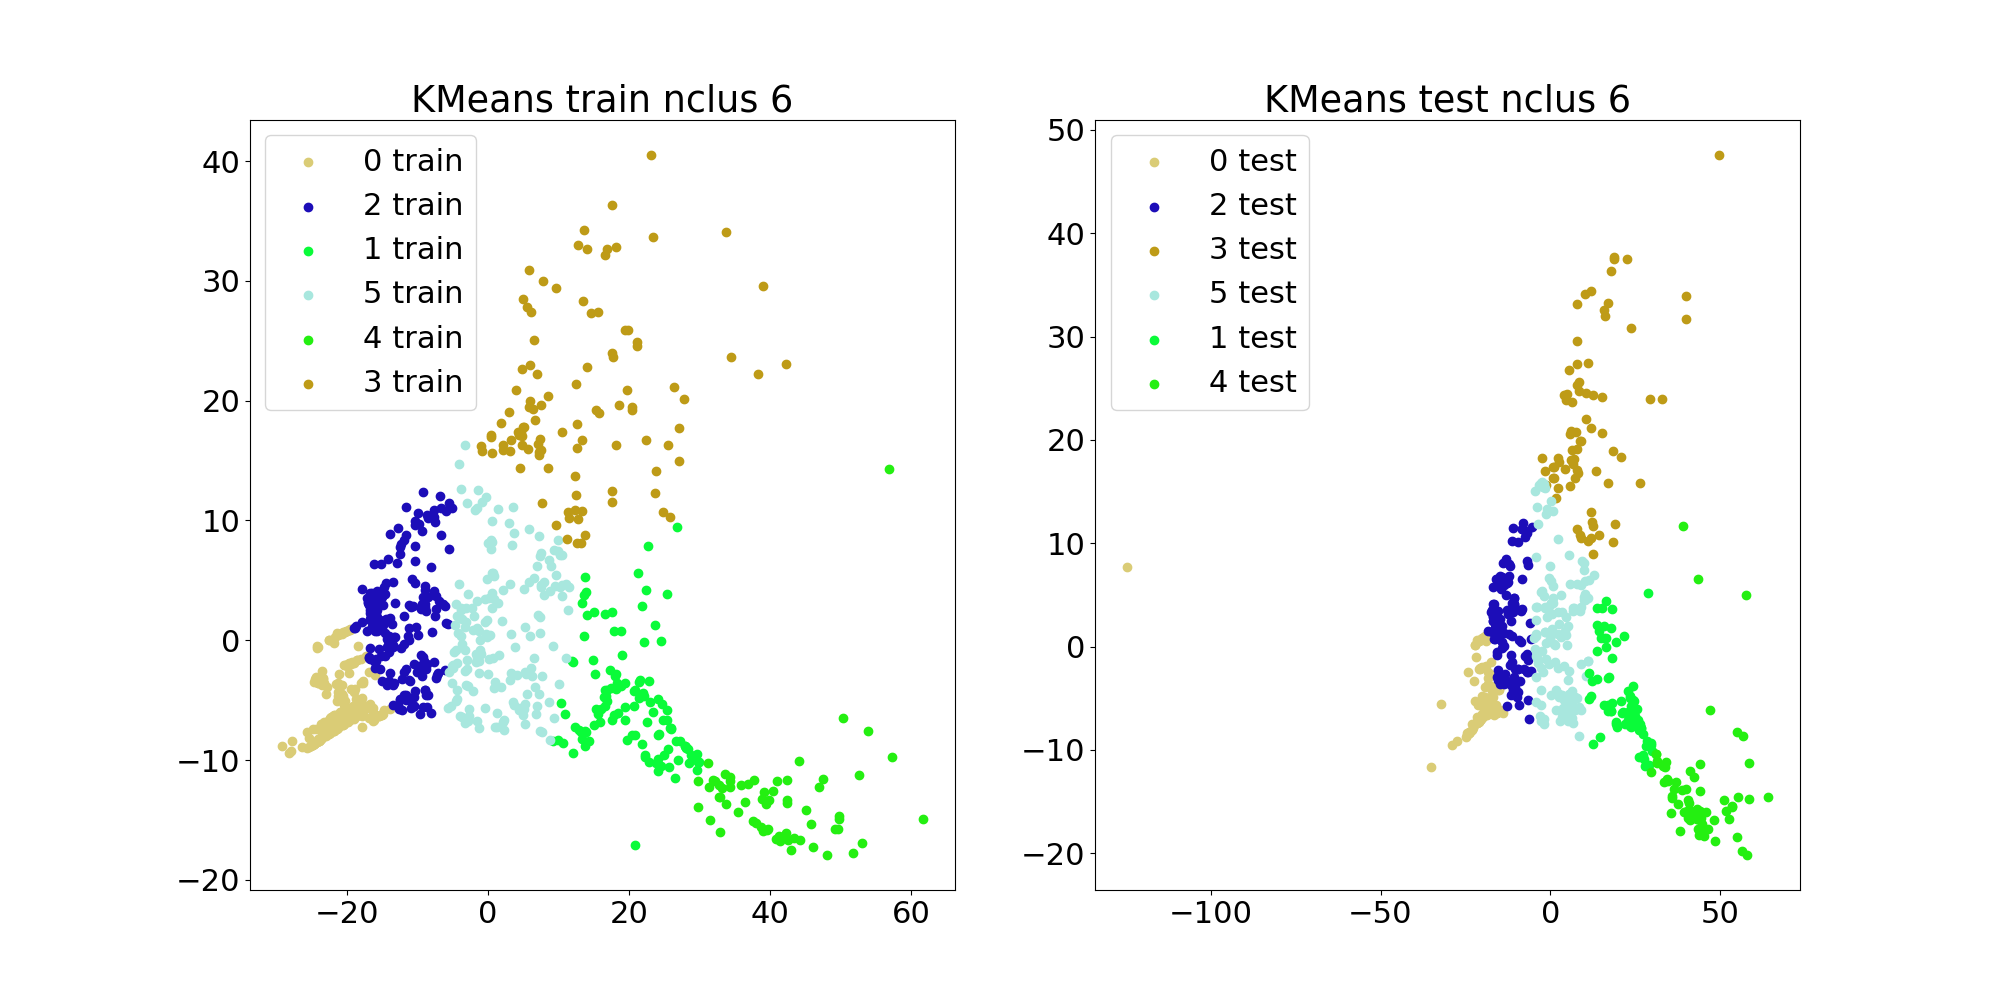 KMeans train nclus 6
0 train
2 train
1 train
5 train
4 train
3 train
40
30
20
10
0
−10
−20
−20 0 20 40 60
KMeans test nclus 6
0 test
2 test
3 test
5 test
1 test
4 test
50
40
30
20
10
0
−10
−20
−100 −50 0 50